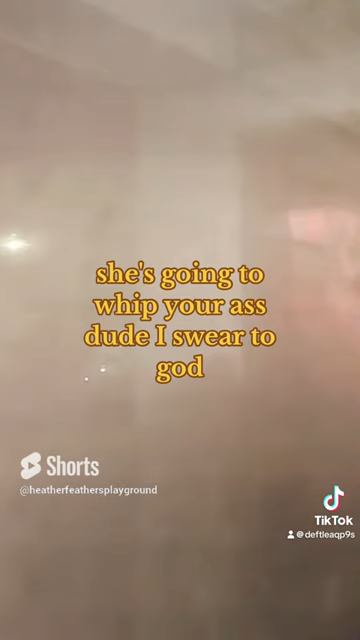 she's going to
whip your ass
dude I swear to
god
Shorts
@heatherfeathersplayground
TikTok
@deftleaqp9s